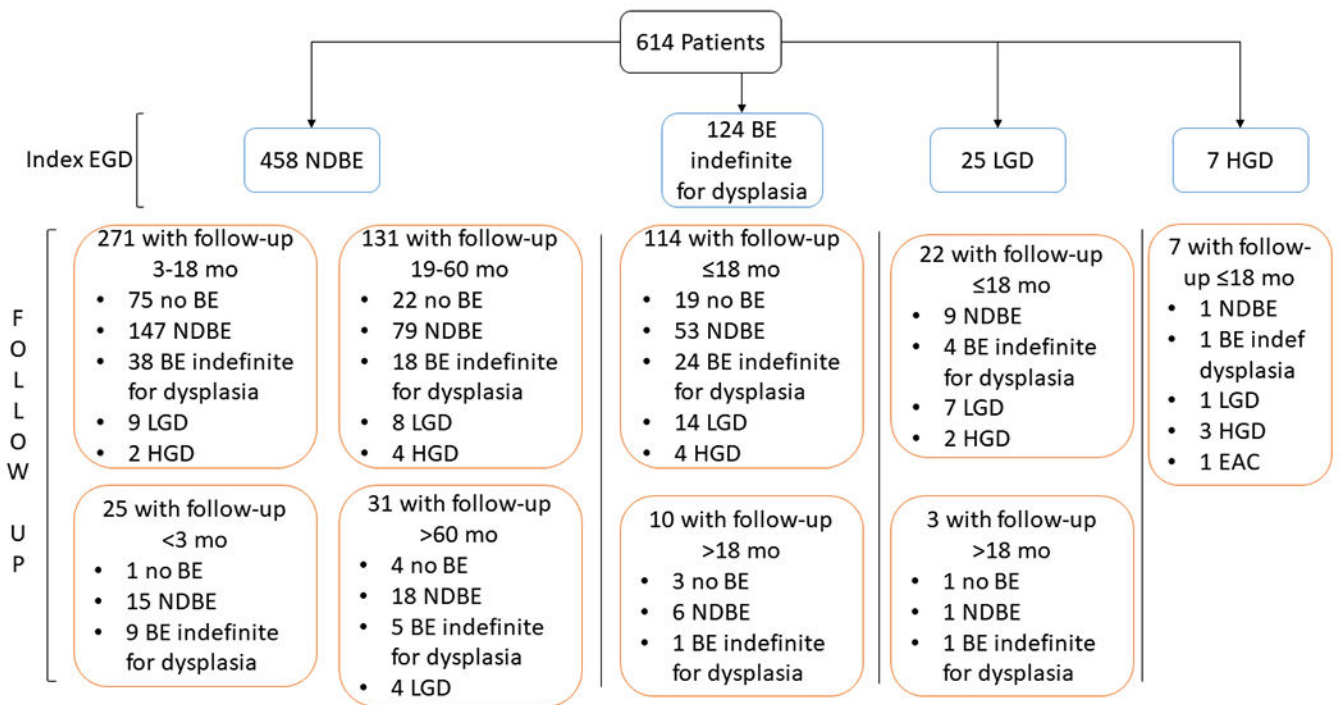 614 Patients
Index EGD
458 NDBE
124 BE
indefinite
for dysplasia
25 LGD
7 HGD
FOLLOW UP
271 with follow-up
3-18 mo
• 75 no BE
• 147 NDBE
• 38 BE indefinite
for dysplasia
• 9 LGD
• 2 HGD
131 with follow-up
19-60 mo
• 22 no BE
• 79 NDBE
• 18 BE indefinite
for dysplasia
• 8 LGD
• 4 HGD
114 with follow-up
≤18 mo
• 19 no BE
• 53 NDBE
• 24 BE indefinite
for dysplasia
• 14 LGD
• 4 HGD
22 with follow-up
≤18 mo
• 9 NDBE
• 4 BE indefinite
for dysplasia
• 7 LGD
• 2 HGD
7 with follow-
up ≤18 mo
• 1 NDBE
• 1 BE indef
dysplasia
• 1 LGD
• 3 HGD
• 1 EAC
25 with follow-up
<3 mo
• 1 no BE
• 15 NDBE
• 9 BE indefinite
for dysplasia
31 with follow-up
>60 mo
• 4 no BE
• 18 NDBE
• 5 BE indefinite
for dysplasia
• 4 LGD
10 with follow-up
>18 mo
• 3 no BE
• 6 NDBE
• 1 BE indefinite
for dysplasia
3 with follow-up
>18 mo
• 1 no BE
• 1 NDBE
• 1 BE indefinite
for dysplasia